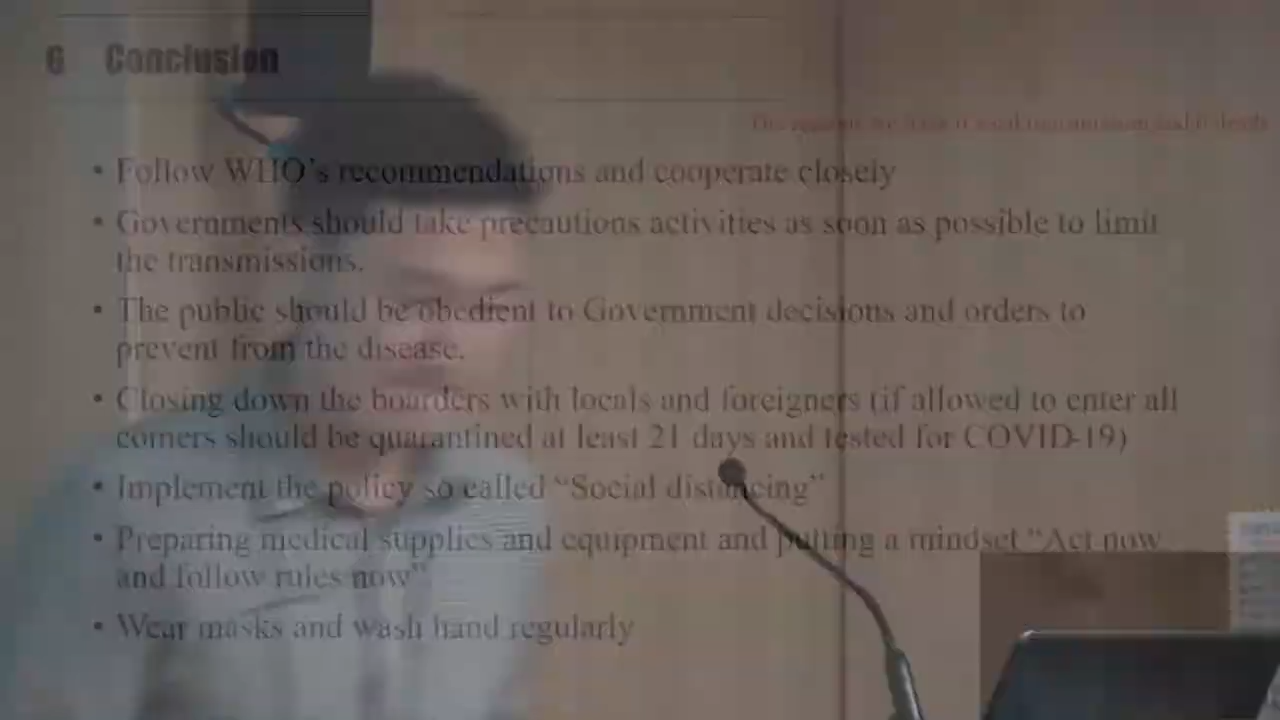 6 Conclusion
• Follow WHO's recommendations and cooperate closely
• Governments should take precautions activities as soon as possible to limit
the transmissions.
• The public should be obedient to Government decisions and orders to
prevent from the disease.
• Closing down the boarders with locals and foreigners (if allowed to enter all
comers should be quarantined at least 21 days and tested for COVID-19)
• Implement the policy so called “Social distancing”
• Preparing medical supplies and equipment and putting a mindset “Act now
and follow rules now”
• Wear masks and wash hand regularly